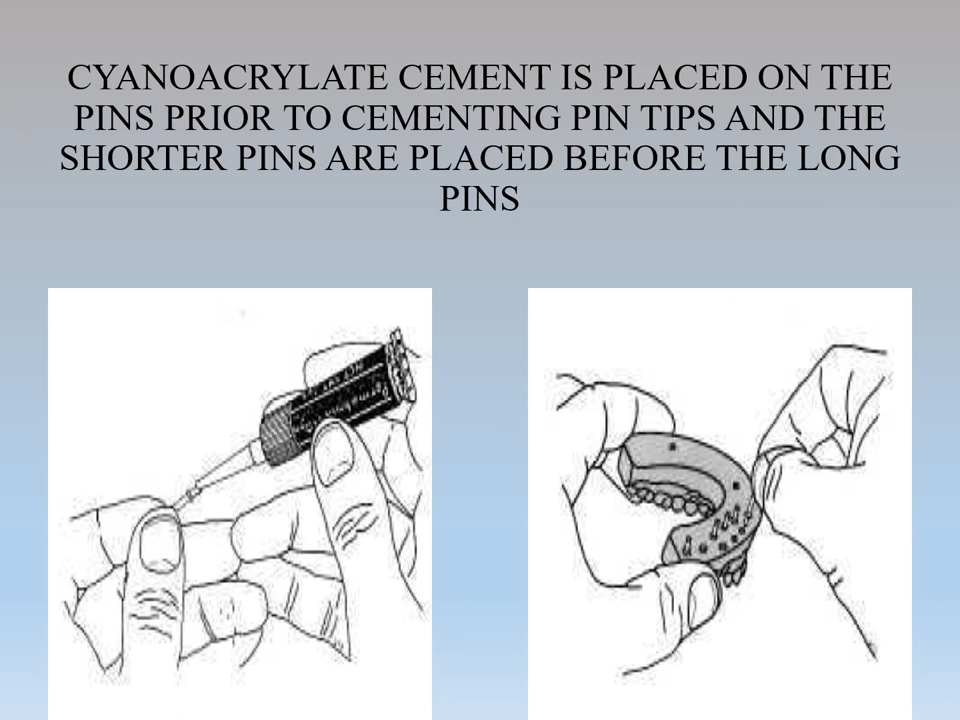 CYANOACRYLATE CEMENT IS PLACED ON THE
PINS PRIOR TO CEMENTING PIN TIPS AND THE
SHORTER PINS ARE PLACED BEFORE THE LONG
PINS